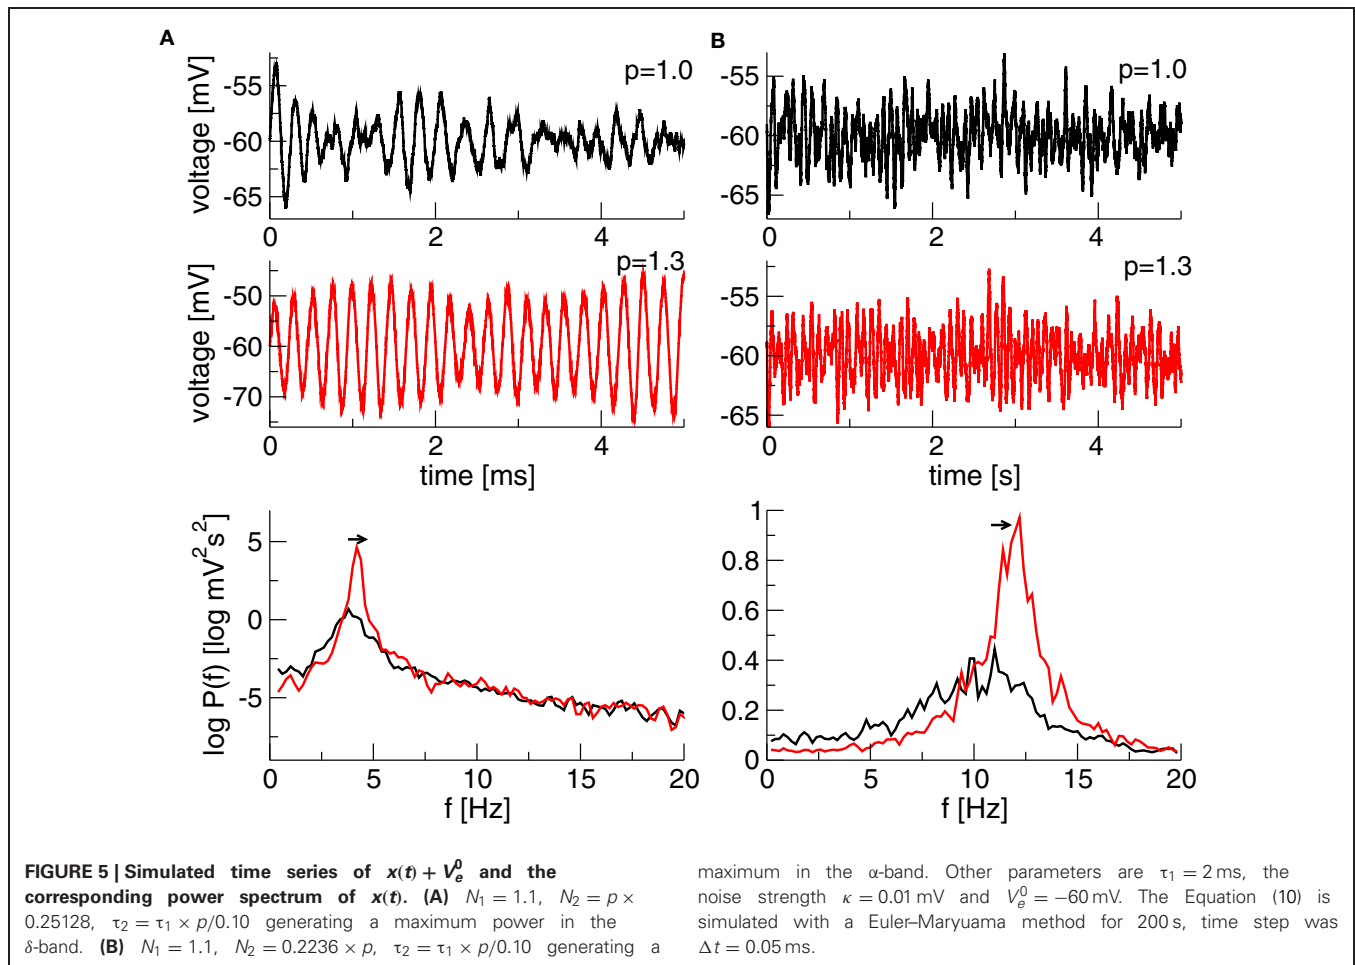 A
B
voltage [mV]
-55
-60
-65
p=1.0
0
2
4
-55
-60
-65
p=1.0
0
2
4
voltage [mV]
-50
-60
-70
p=1.3
0
2
4
time [ms]
-55
-60
-65
p=1.3
0
2
4
time [s]
log P(f) [log mV²s²]
5
0
-5
0
5
10
15
20
f [Hz]
1
0.8
0.6
0.4
0.2
0
0
5
10
15
20
f [Hz]
FIGURE 5 | Simulated time series of x(t) + V_e^0 and the
corresponding power spectrum of x(t). (A) N₁ = 1.1, N₂ = p ×
0.25128, τ₂ = τ₁ × p/0.10 generating a maximum power in the
δ-band. (B) N₁ = 1.1, N₂ = 0.2236 × p, τ₂ = τ₁ × p/0.10 generating a
maximum in the α-band. Other parameters are τ₁ = 2 ms, the
noise strength κ = 0.01 mV and V_e^0 = −60 mV. The Equation (10) is
simulated with a Euler–Maryuama method for 200 s, time step was
Δt = 0.05 ms.